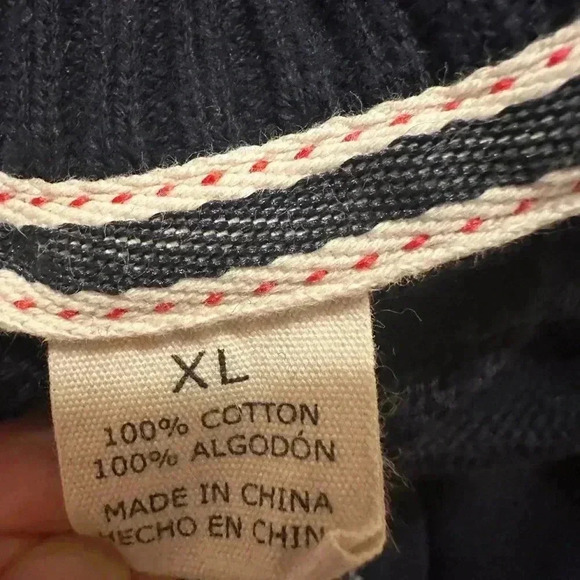 XL
100% COTTON
100% ALGODÓN
MADE IN CHINA
HECHO EN CHIN